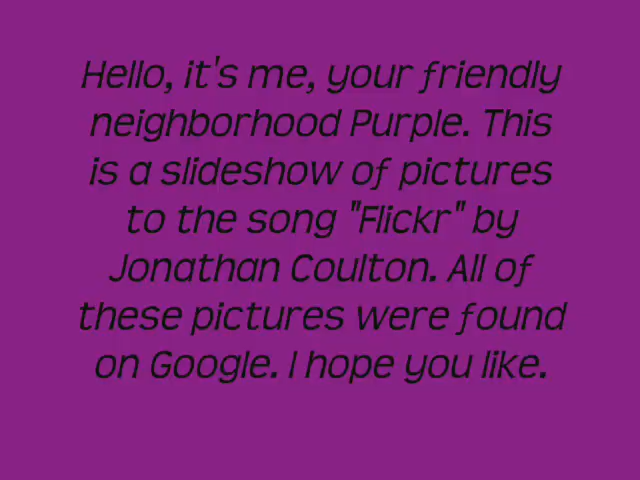 Hello, it's me, your friendly
neighborhood Purple. This
is a slideshow of pictures
to the song "Flickr" by
Jonathan Coulton. All of
these pictures were found
on Google. I hope you like.